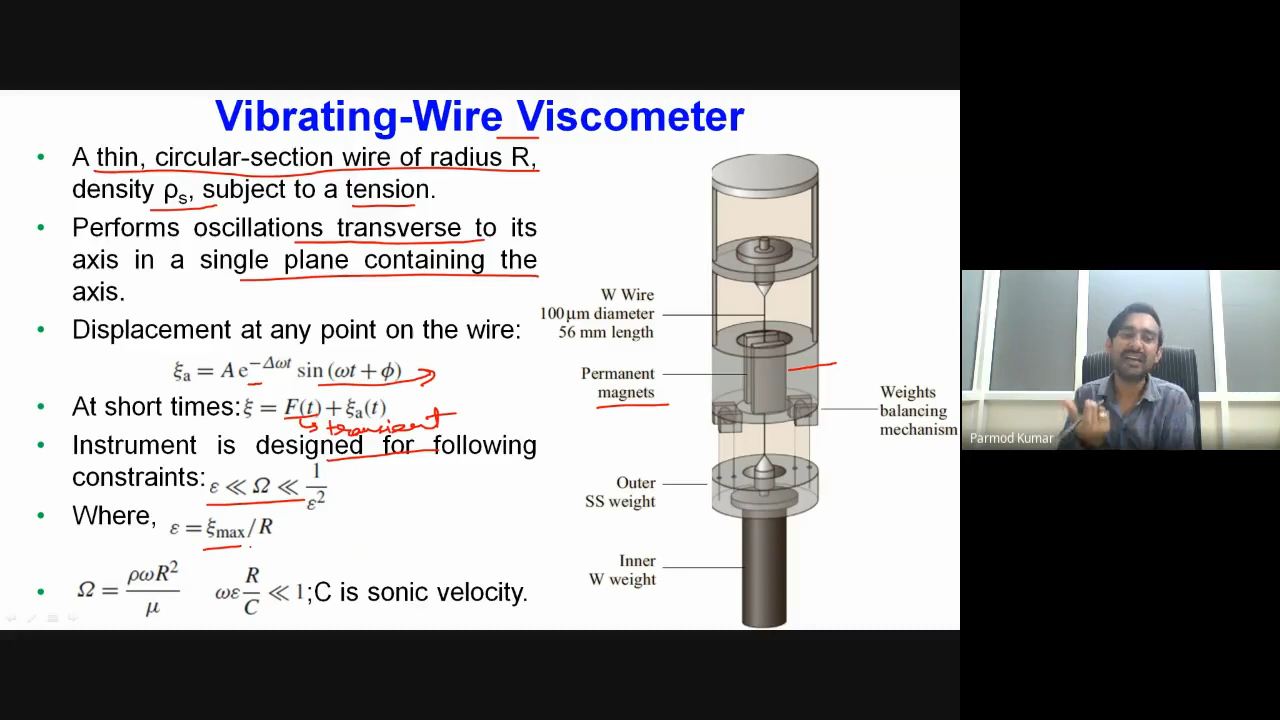 Vibrating-Wire Viscometer
• A thin, circular-section wire of radius R,
density ρₛ, subject to a tension.
• Performs oscillations transverse to its
axis in a single plane containing the
axis.
• Displacement at any point on the wire:
ξₐ = A e^{−Δωt} sin (ωt + ϕ)
• At short times: ξ = F(t) + ξₐ(t)
transient
• Instrument is designed for following
constraints: ε ≪ Ω ≪ 1/ε²
• Where, ε = ξ_max/R
• Ω = ρωR²/μ ωε R/C ≪ 1;C is sonic velocity.
W Wire
100 μm diameter
56 mm length
Permanent
magnets
Weights
balancing
mechanism
Outer
SS weight
Inner
W weight
Parmod Kumar